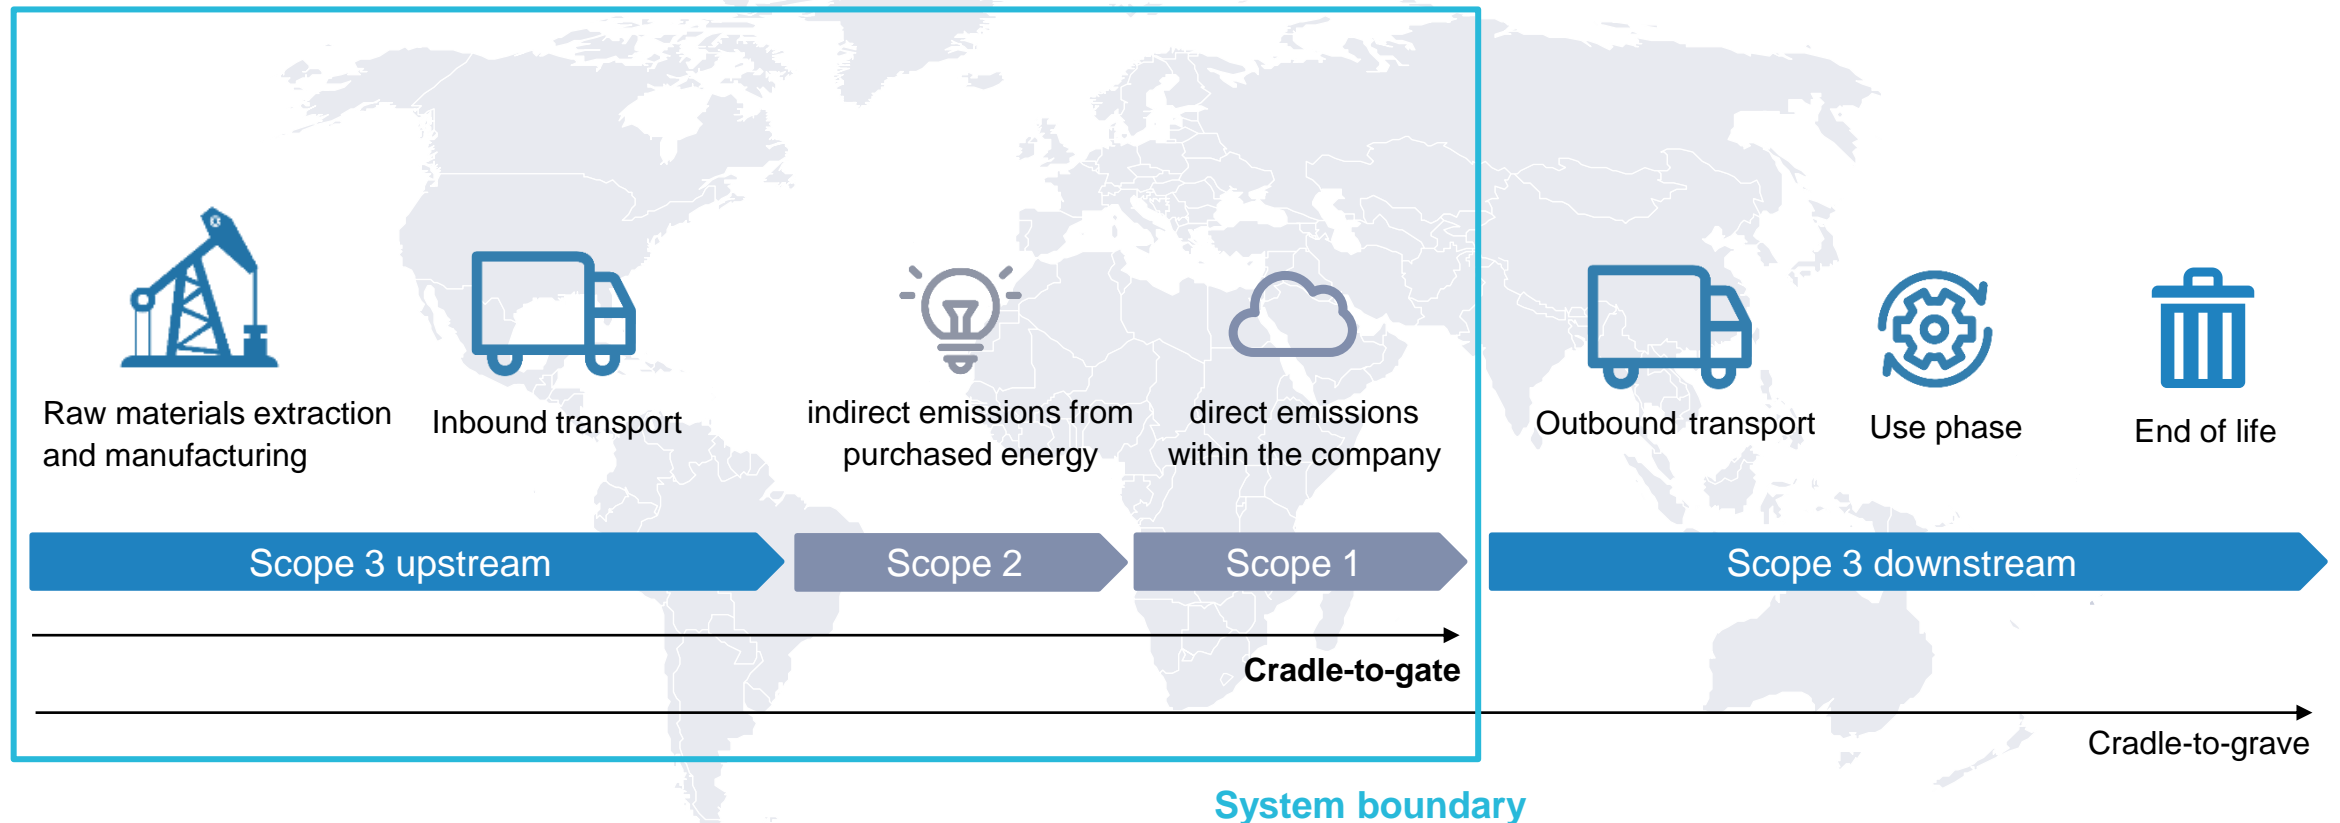 Raw materials extraction
and manufacturing
Inbound transport
indirect emissions from
purchased energy
direct emissions
within the company
Outbound transport
Use phase
End of life
Scope 3 upstream
Scope 2
Scope 1
Scope 3 downstream
Cradle-to-gate
Cradle-to-grave
System boundary